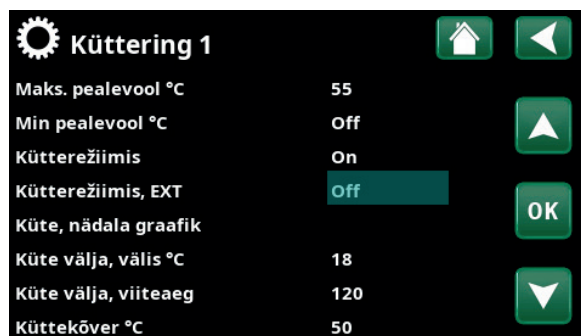 Küttering 1
Maks. pealevool °C 55
Min pealevool °C Off
Kütterežiimis On
Kütterežiimis, EXT Off
OK
Küte, nädala graafik
Küte välja, välis °C 18
Küte välja, viiteaeg 120
Küttekõver °C 50